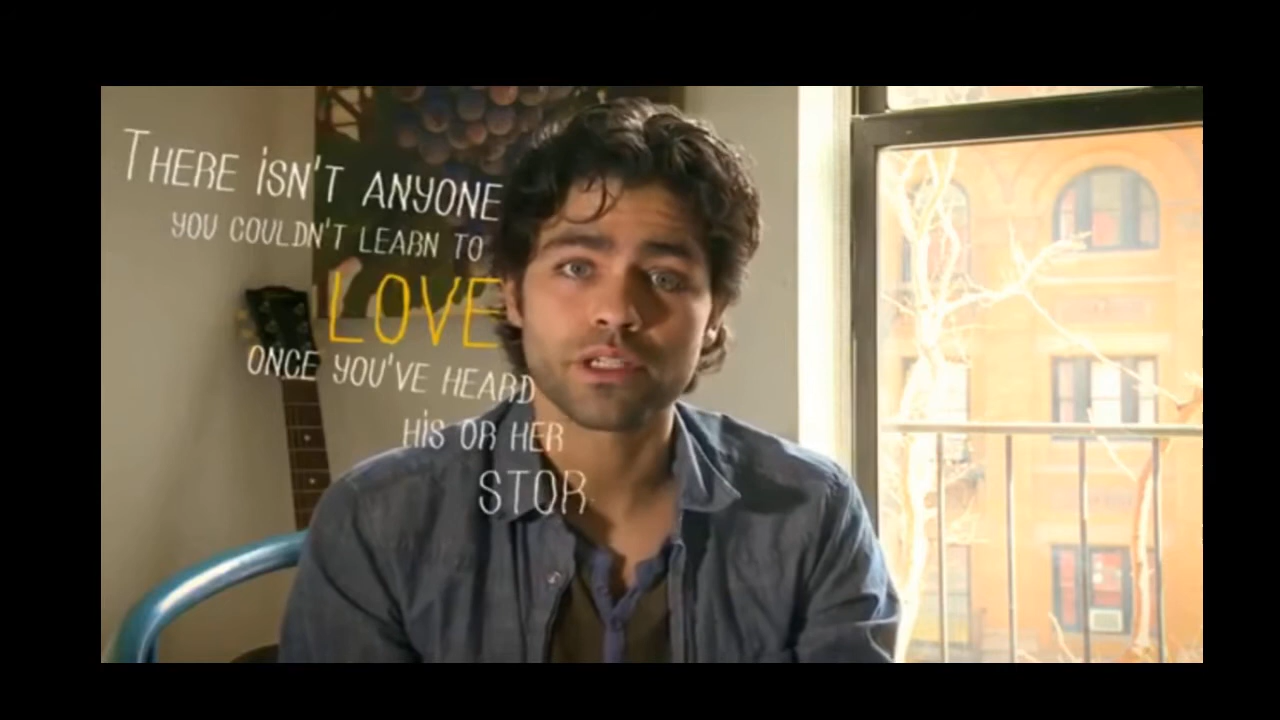 THERE iSN'T ANYONE
YOU COULDN'T LEARN TO
LOVE
ONCE YOU'VE HEARD
HiS OR HER
STOR